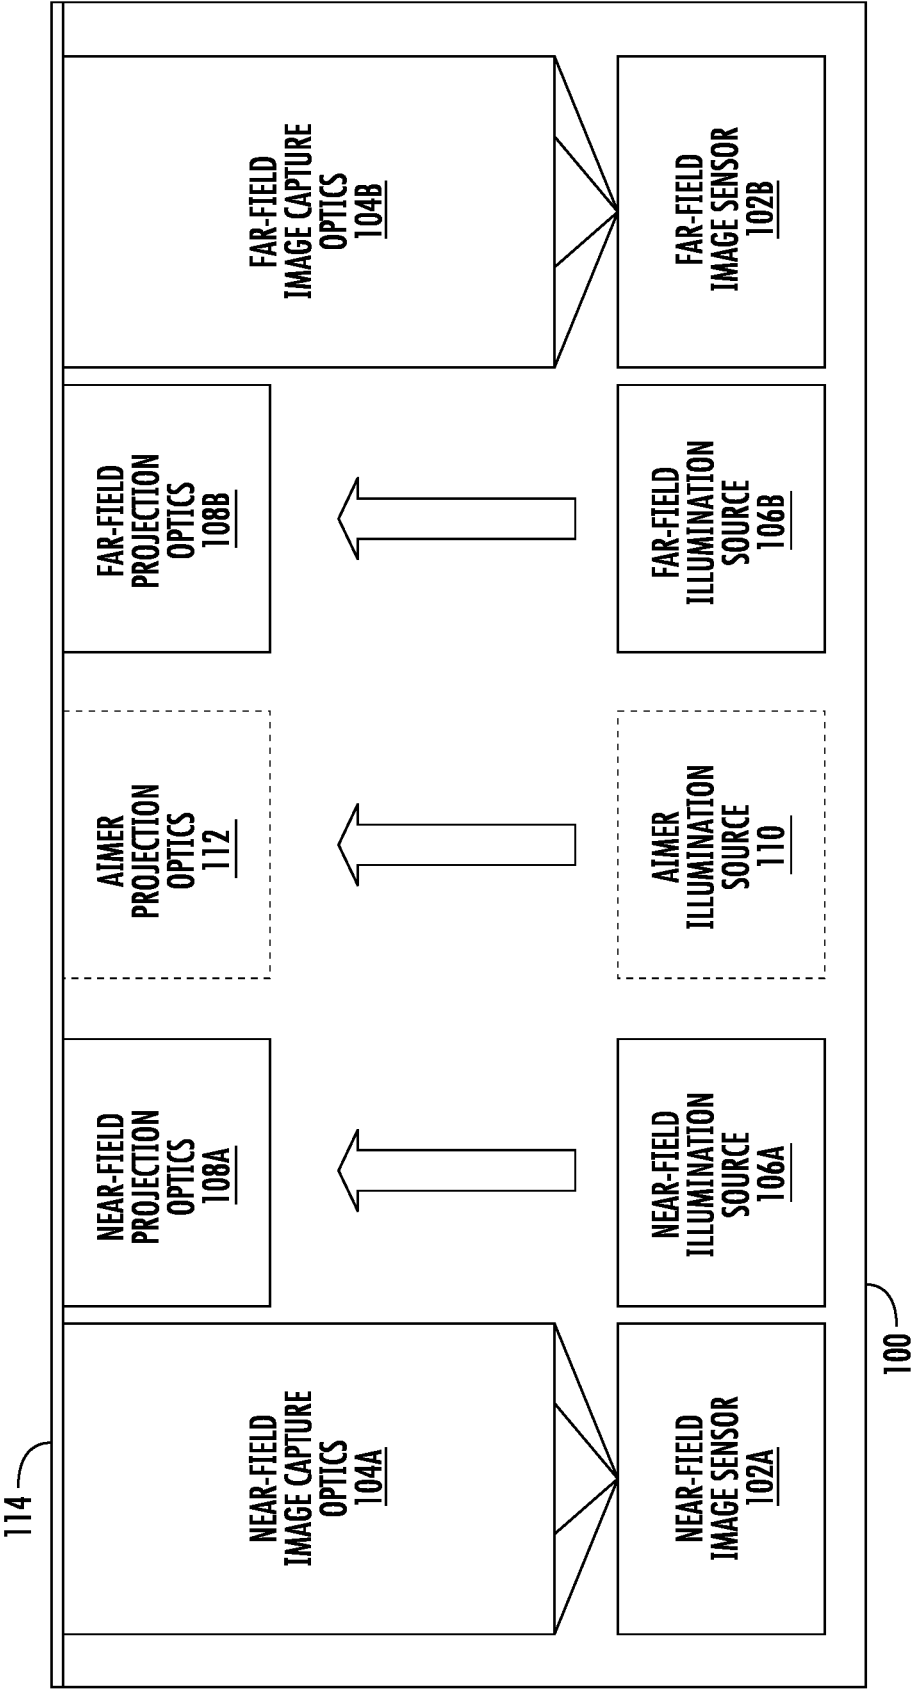 114
NEAR-FIELD
IMAGE CAPTURE
OPTICS
104A
NEAR-FIELD
PROJECTION
OPTICS
108A
AIMER
PROJECTION
OPTICS
112
FAR-FIELD
PROJECTION
OPTICS
108B
FAR-FIELD
IMAGE CAPTURE
OPTICS
104B
NEAR-FIELD
IMAGE SENSOR
102A
NEAR-FIELD
ILLUMINATION
SOURCE
106A
AIMER
ILLUMINATION
SOURCE
110
FAR-FIELD
ILLUMINATION
SOURCE
106B
FAR-FIELD
IMAGE SENSOR
102B
100